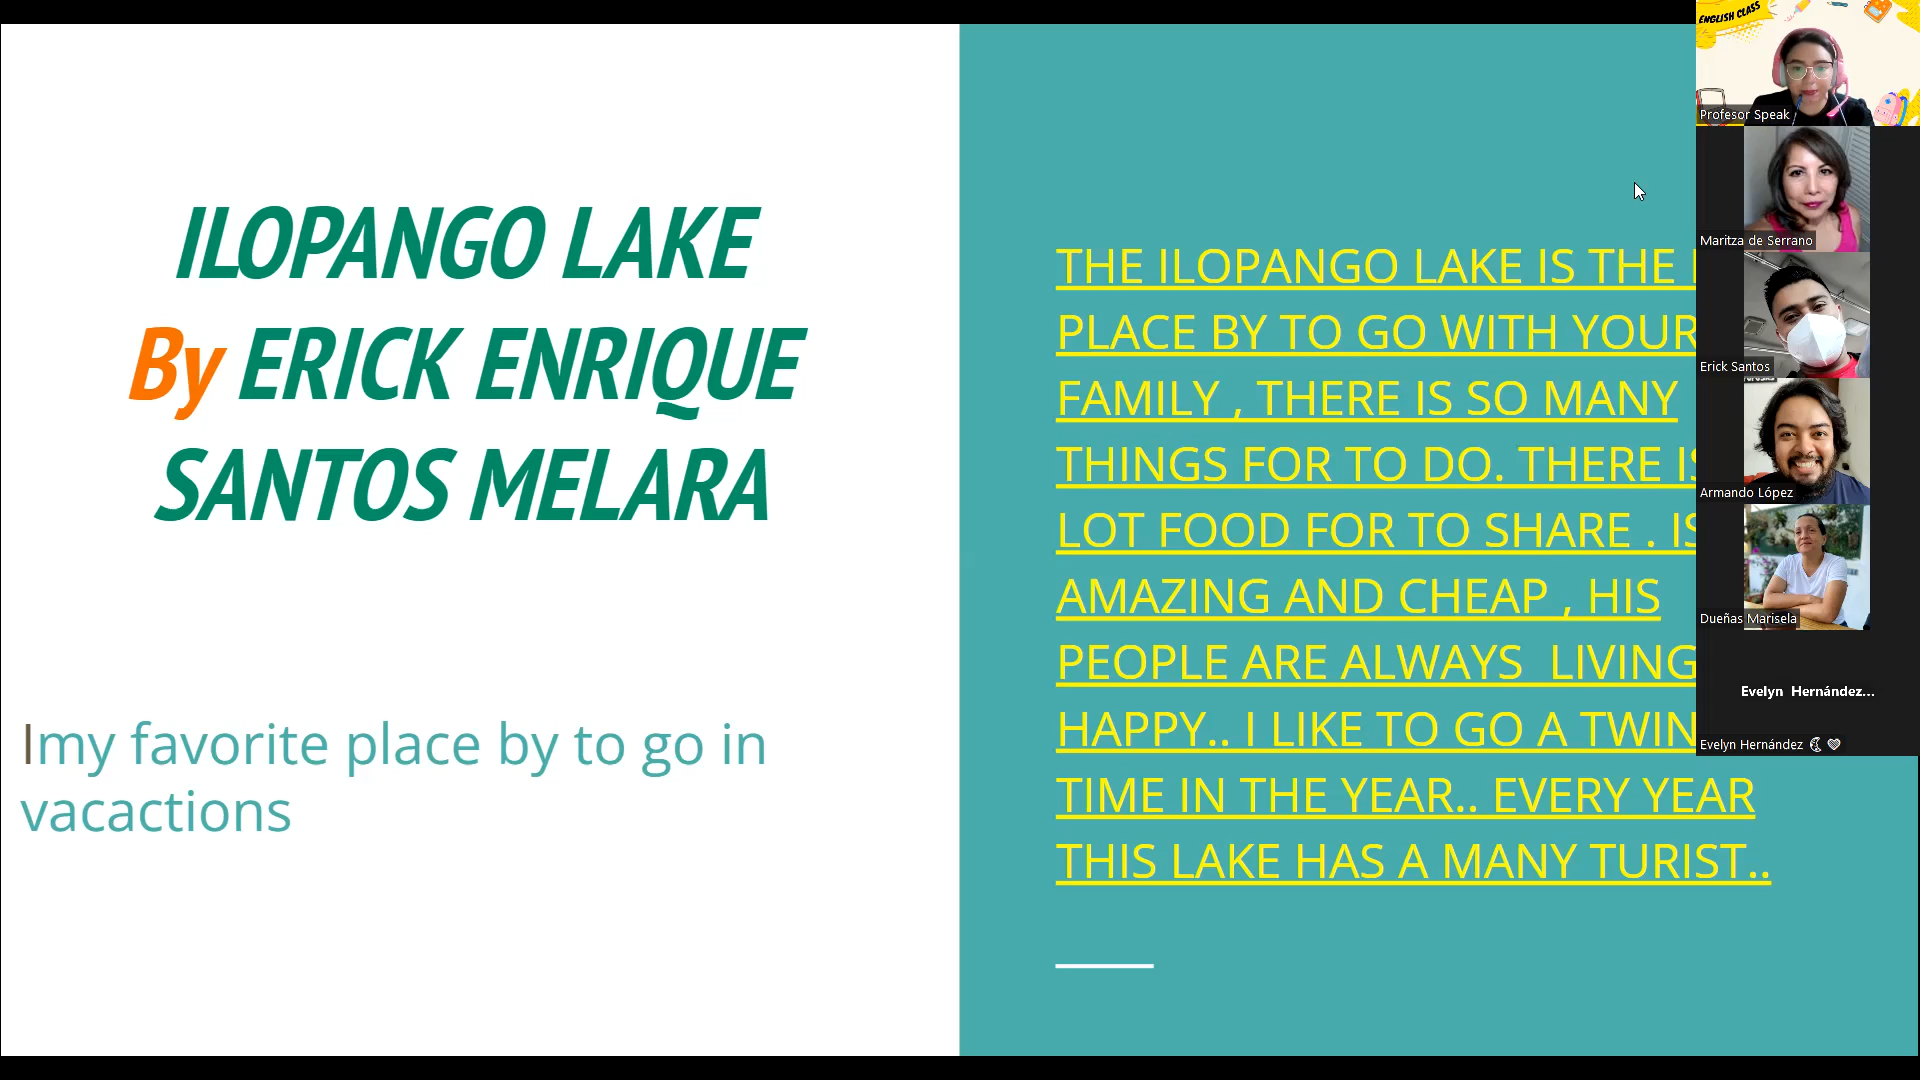 ILOPANGO LAKE
By ERICK ENRIQUE
SANTOS MELARA
Imy favorite place by to go in
vacactions
THE ILOPANGO LAKE IS THE
PLACE BY TO GO WITH YOUR
FAMILY , THERE IS SO MANY
THINGS FOR TO DO. THERE IS
LOT FOOD FOR TO SHARE . IS
AMAZING AND CHEAP , HIS
PEOPLE ARE ALWAYS LIVING
HAPPY.. I LIKE TO GO A TWIN
TIME IN THE YEAR.. EVERY YEAR
THIS LAKE HAS A MANY TURIST..
ENGLISH CLASS
Profesor Speak
Maritza de Serrano
Erick Santos
Armando López
Dueñas Marisela
Evelyn Hernández...
Evelyn Hernández